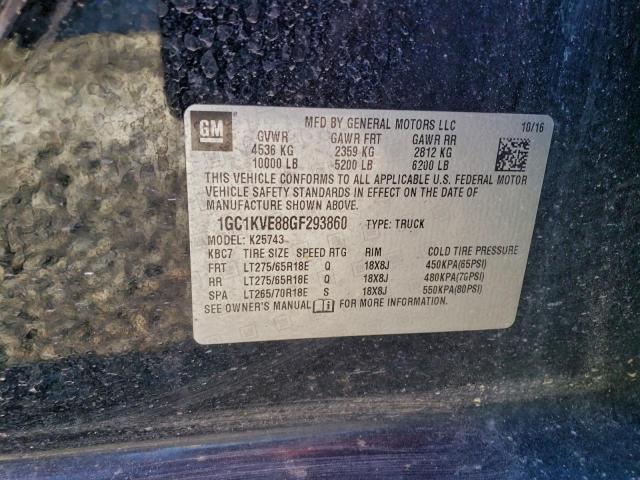 GM MFD BY GENERAL MOTORS LLC 10/16
GVWR GAWR FRT GAWR RR
4536 KG 2359 KG 2812 KG
10000 LB 5200 LB 6200 LB
THIS VEHICLE CONFORMS TO ALL APPLICABLE U.S. FEDERAL MOTOR
VEHICLE SAFETY STANDARDS IN EFFECT ON THE DATE OF
MANUFACTURE SHOWN ABOVE.
1GC1KVE88GF293860 TYPE: TRUCK
MODEL: K25743
KBC7 TIRE SIZE SPEED RTG RIM COLD TIRE PRESSURE
FRT LT275/65R18E Q 18X8J 450KPA(65PSI)
RR LT275/65R18E Q 18X8J 480KPA(70PSI)
SPA LT265/70R18E S 18X8J 550KPA(80PSI)
SEE OWNER'S MANUAL FOR MORE INFORMATION.